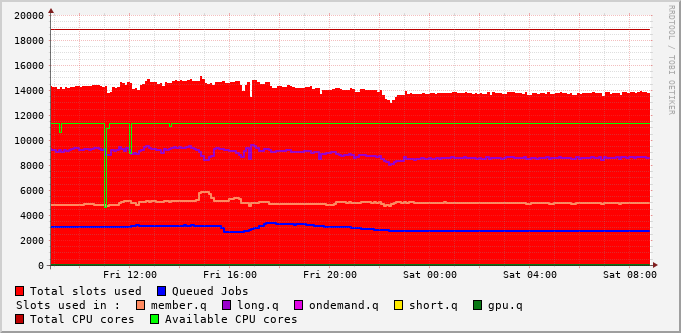 RRDTOOL / TOBI OETIKER
20000
18000
16000
14000
12000
10000
8000
6000
4000
2000
0
Fri 12:00 Fri 16:00 Fri 20:00 Sat 00:00 Sat 04:00 Sat 08:00
Total slots used Queued Jobs
Slots used in : member.q long.q ondemand.q short.q gpu.q
Total CPU cores Available CPU cores